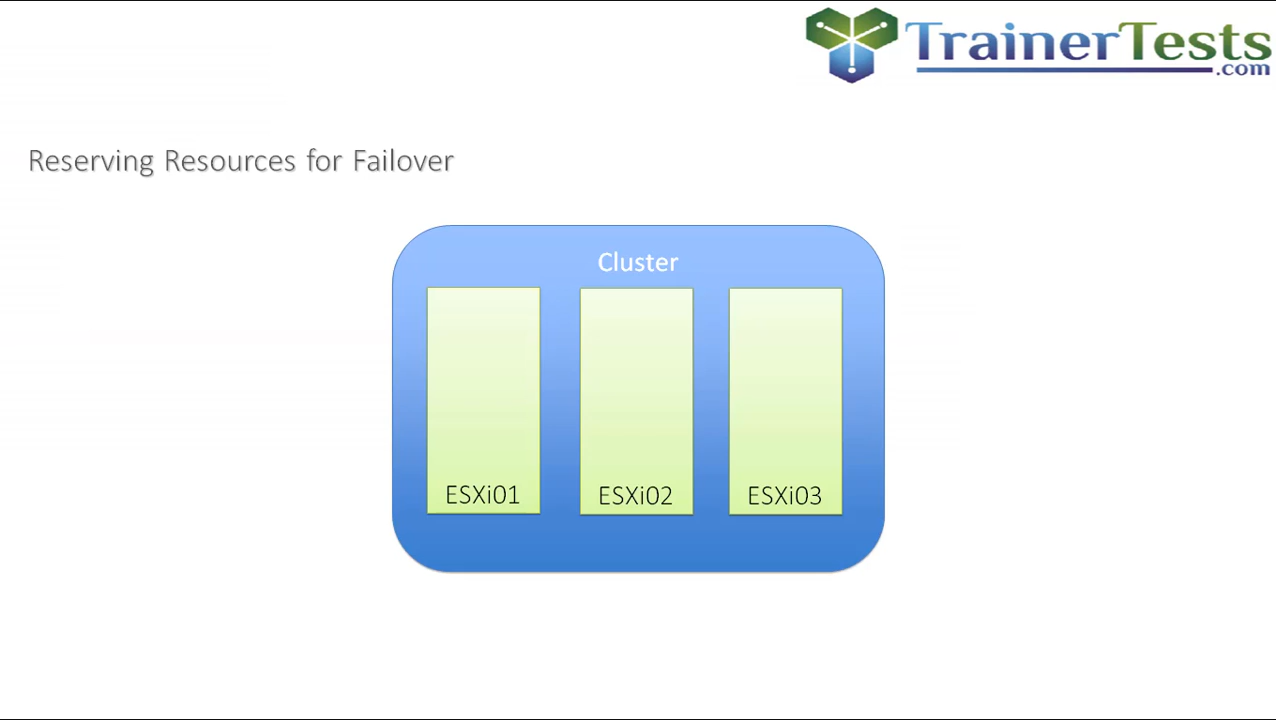 TrainerTests
.com
Reserving Resources for Failover
Cluster
ESXi01
ESXi02
ESXi03